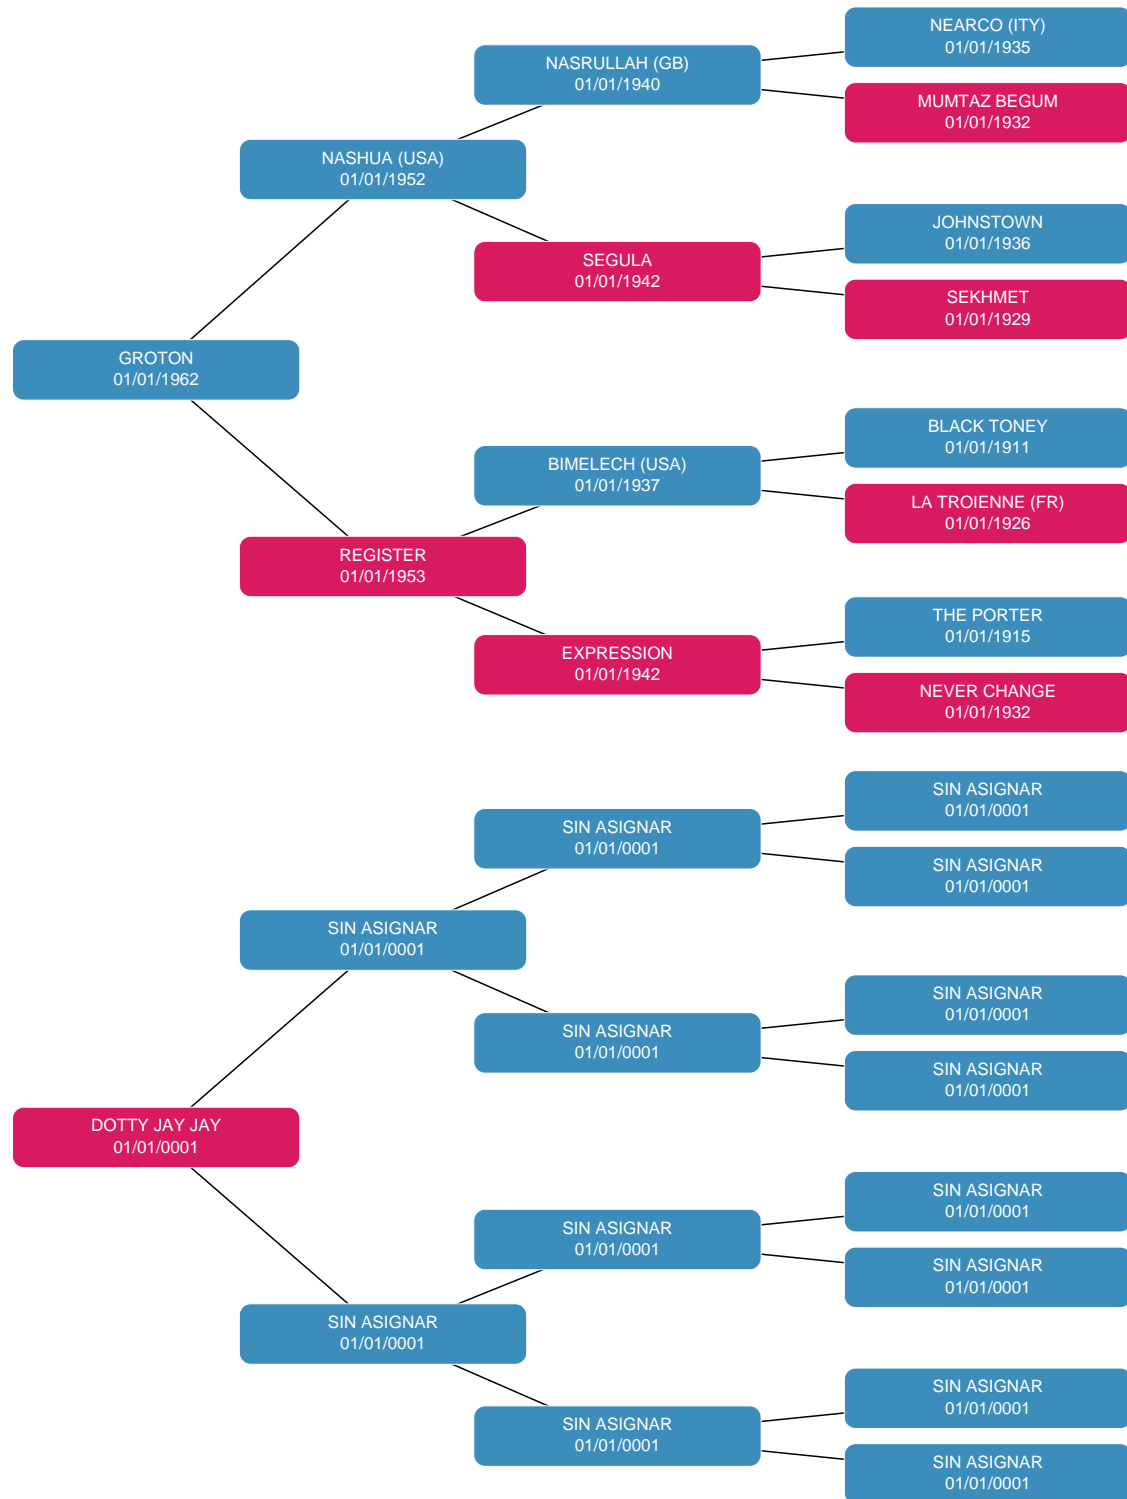 NEARCO (ITY)
01/01/1935
NASRULLAH (GB)
01/01/1940
MUMTAZ BEGUM
01/01/1932
NASHUA (USA)
01/01/1952
JOHNSTOWN
01/01/1936
SEGULA
01/01/1942
SEKHMET
01/01/1929
GROTON
01/01/1962
BLACK TONEY
01/01/1911
BIMELECH (USA)
01/01/1937
LA TROIENNE (FR)
01/01/1926
REGISTER
01/01/1953
THE PORTER
01/01/1915
EXPRESSION
01/01/1942
NEVER CHANGE
01/01/1932
SIN ASIGNAR
01/01/0001
SIN ASIGNAR
01/01/0001
SIN ASIGNAR
01/01/0001
SIN ASIGNAR
01/01/0001
SIN ASIGNAR
01/01/0001
SIN ASIGNAR
01/01/0001
SIN ASIGNAR
01/01/0001
DOTTY JAY JAY
01/01/0001
SIN ASIGNAR
01/01/0001
SIN ASIGNAR
01/01/0001
SIN ASIGNAR
01/01/0001
SIN ASIGNAR
01/01/0001
SIN ASIGNAR
01/01/0001
SIN ASIGNAR
01/01/0001
SIN ASIGNAR
01/01/0001